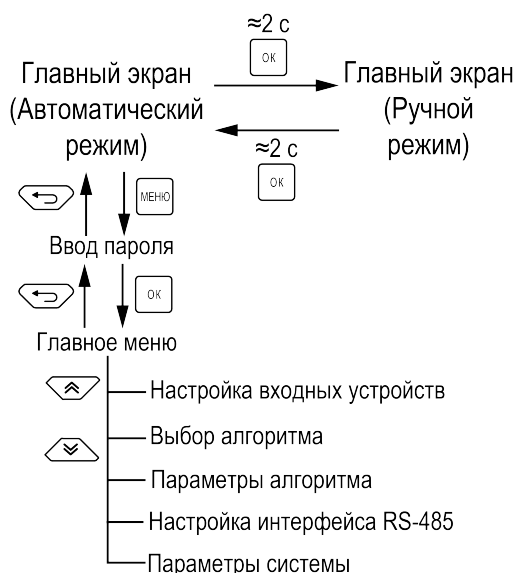 ≈2 с
ОК
Главный экран
(Автоматический
режим)
Главный экран
(Ручной
режим)
≈2 с
ОК
МЕНЮ
Ввод пароля
ОК
Главное меню
Настройка входных устройств
Выбор алгоритма
Параметры алгоритма
Настройка интерфейса RS-485
Параметры системы